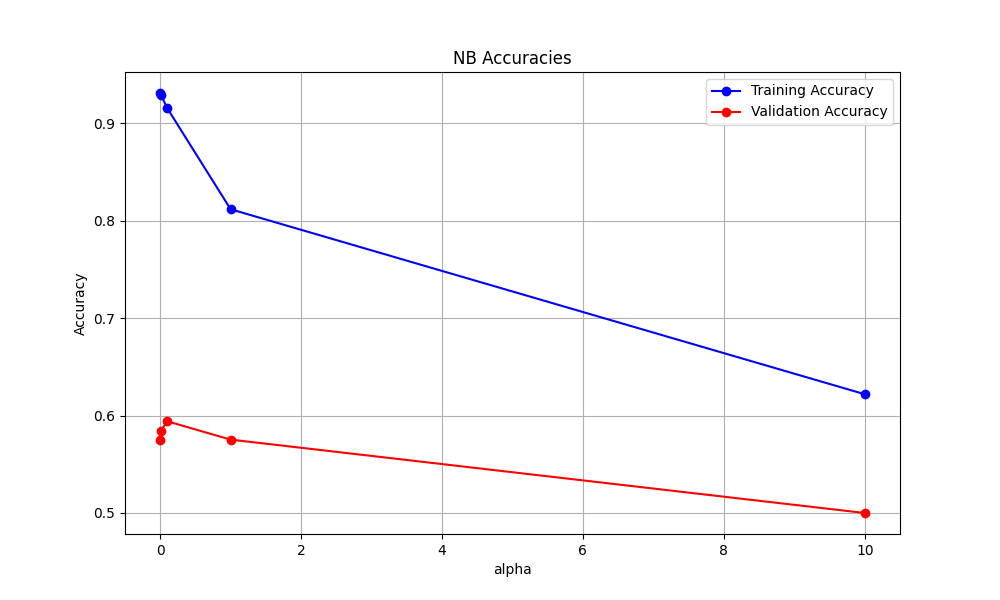 NB Accuracies
Training Accuracy
Validation Accuracy
Accuracy
0.9
0.8
0.7
0.6
0.5
0 2 4 6 8 10
alpha